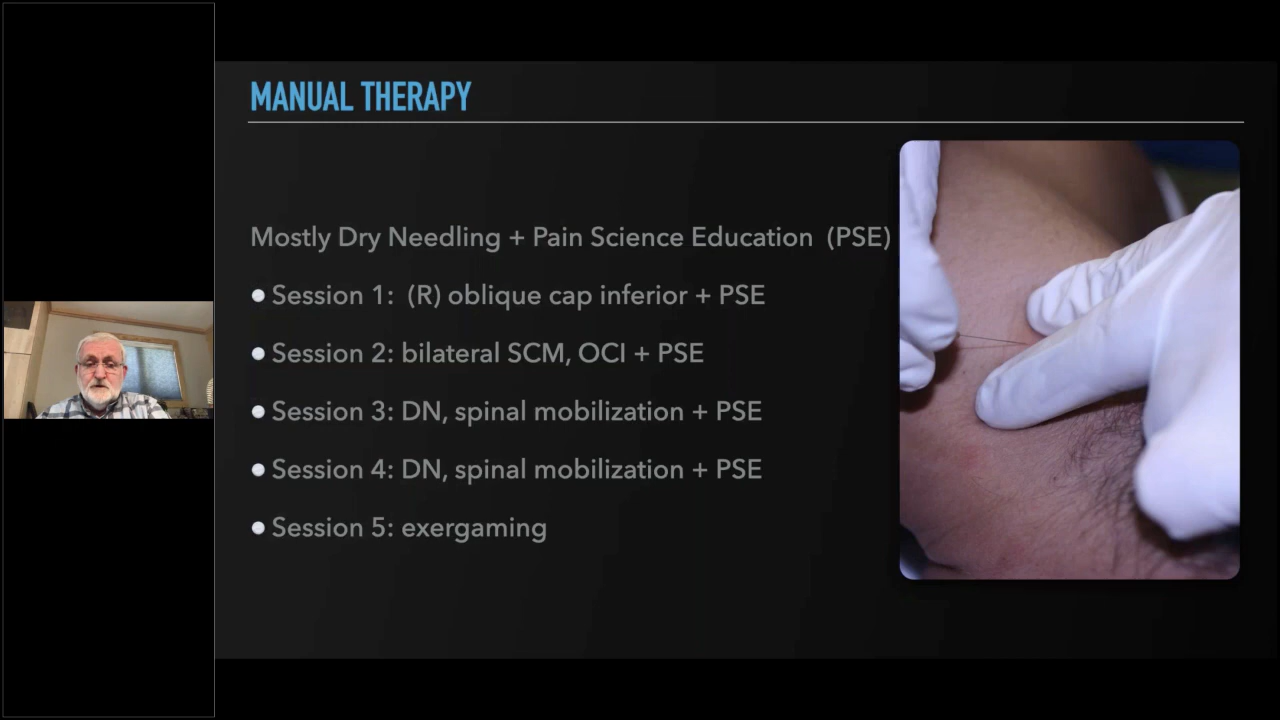 MANUAL THERAPY
Mostly Dry Needling + Pain Science Education (PSE)
Session 1: (R) oblique cap inferior + PSE
Session 2: bilateral SCM, OCI + PSE
Session 3: DN, spinal mobilization + PSE
Session 4: DN, spinal mobilization + PSE
Session 5: exergaming